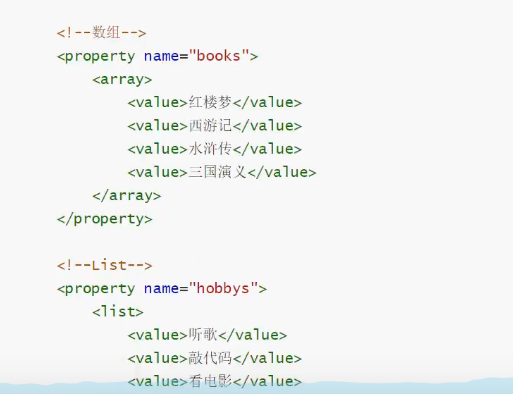 <!--数组-->
<property name="books">
<array>
<value>红楼梦</value>
<value>西游记</value>
<value>水浒传</value>
<value>三国演义</value>
</array>
</property>
<!--List-->
<property name="hobbys">
<list>
<value>听歌</value>
<value>敲代码</value>
<value>看电影</value>